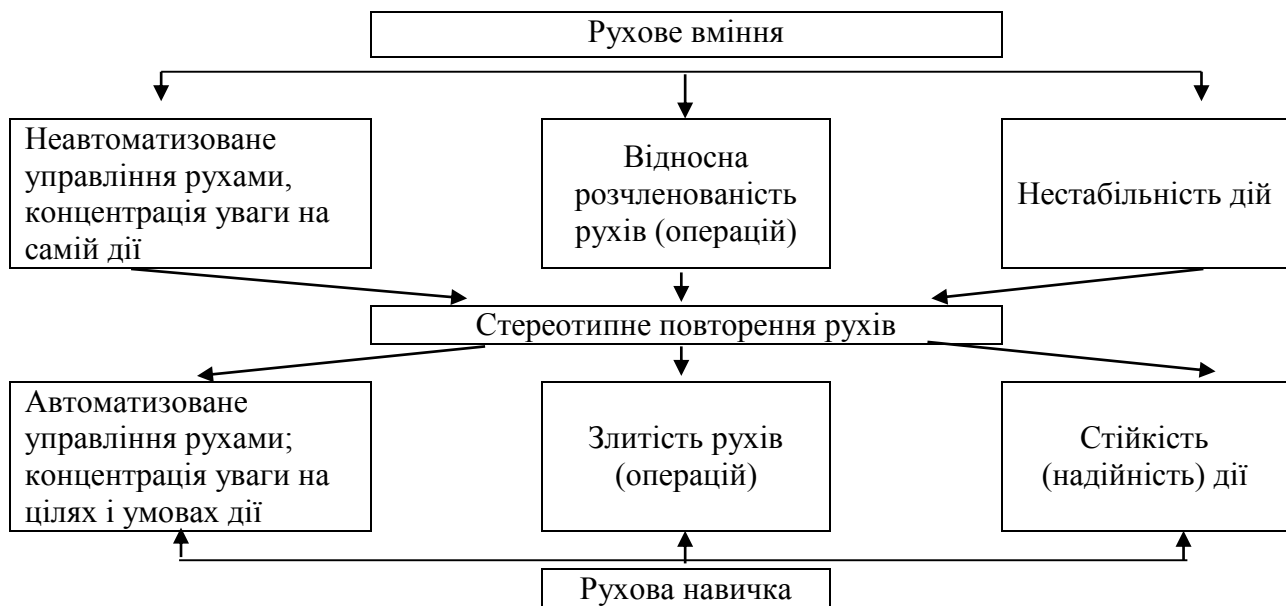 Рухове вміння
Неавтоматизоване
управління рухами,
концентрація уваги на
самій дії
Відносна
розчленованість
рухів (операцій)
Нестабільність дій
Стереотипне повторення рухів
Автоматизоване
управління рухами;
концентрація уваги на
цілях і умовах дії
Злитість рухів
(операцій)
Стійкість
(надійність) дії
Рухова навичка